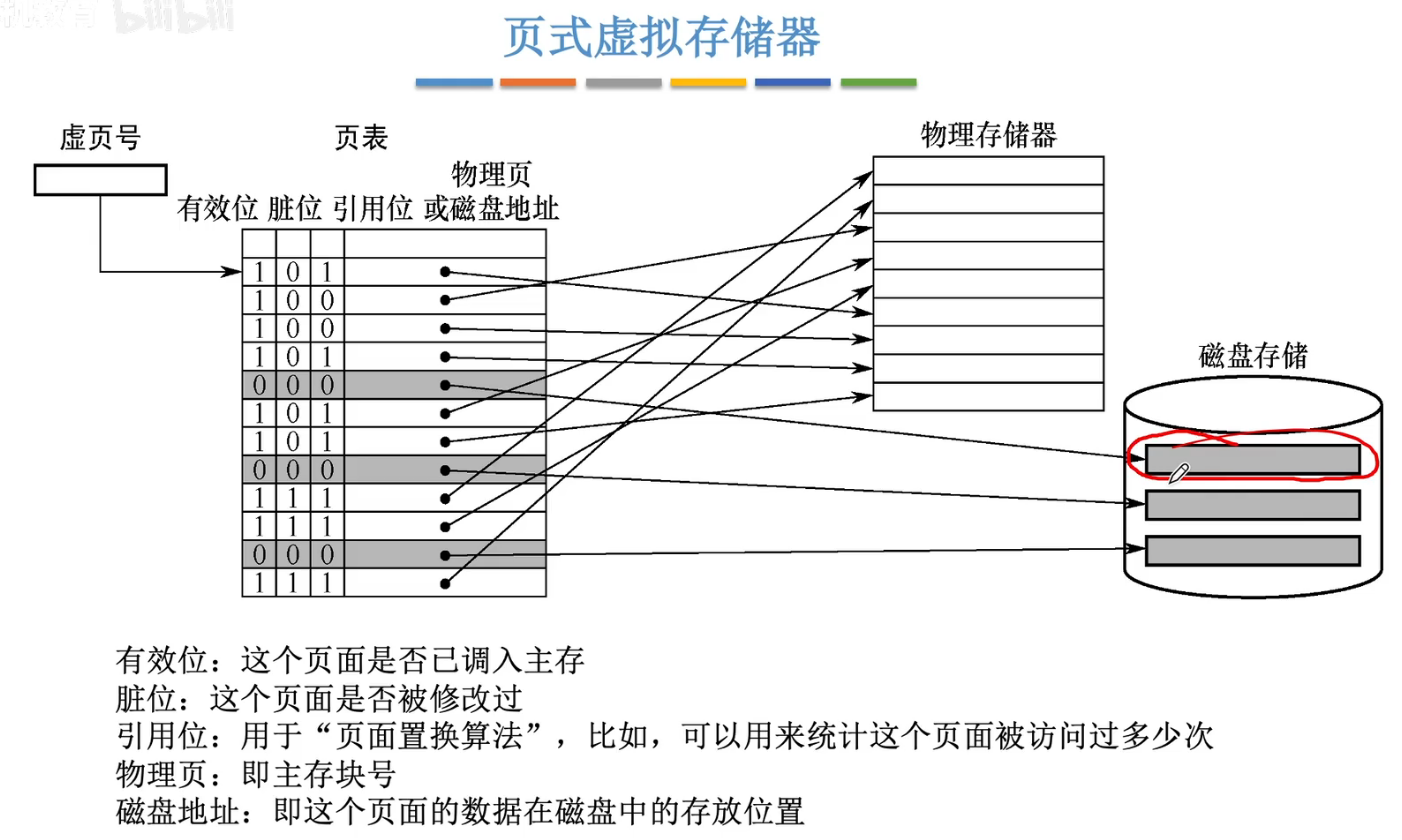 机教育 bilibili
页式虚拟存储器
虚页号
页表
物理存储器
物理页
有效位 脏位 引用位 或磁盘地址
1 0 1
1 0 0
1 0 0
1 0 1
0 0 0
1 0 1
1 0 1
0 0 0
1 1 1
1 1 1
0 0 0
1 1 1
磁盘存储
有效位：这个页面是否已调入主存
脏位：这个页面是否被修改过
引用位：用于“页面置换算法”，比如，可以用来统计这个页面被访问过多少次
物理页：即主存块号
磁盘地址：即这个页面的数据在磁盘中的存放位置